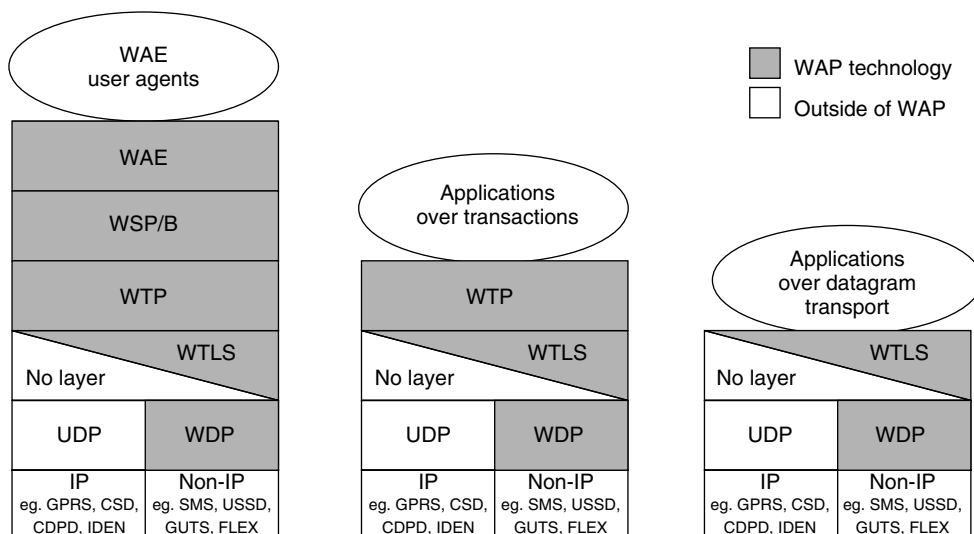 WAE
user agents
WAE
WSP/B
WTP
WTLS
No layer
UDP
WDP
IP
eg. GPRS, CSD,
CDPD, IDEN
Non-IP
eg. SMS, USSD,
GUTS, FLEX
Applications
over transactions
WTP
WTLS
No layer
UDP
WDP
IP
eg. GPRS, CSD,
CDPD, IDEN
Non-IP
eg. SMS, USSD,
GUTS, FLEX
WAP technology
Outside of WAP
Applications
over datagram
transport
WTLS
No layer
UDP
WDP
IP
eg. GPRS, CSD,
CDPD, IDEN
Non-IP
eg. SMS, USSD,
GUTS, FLEX